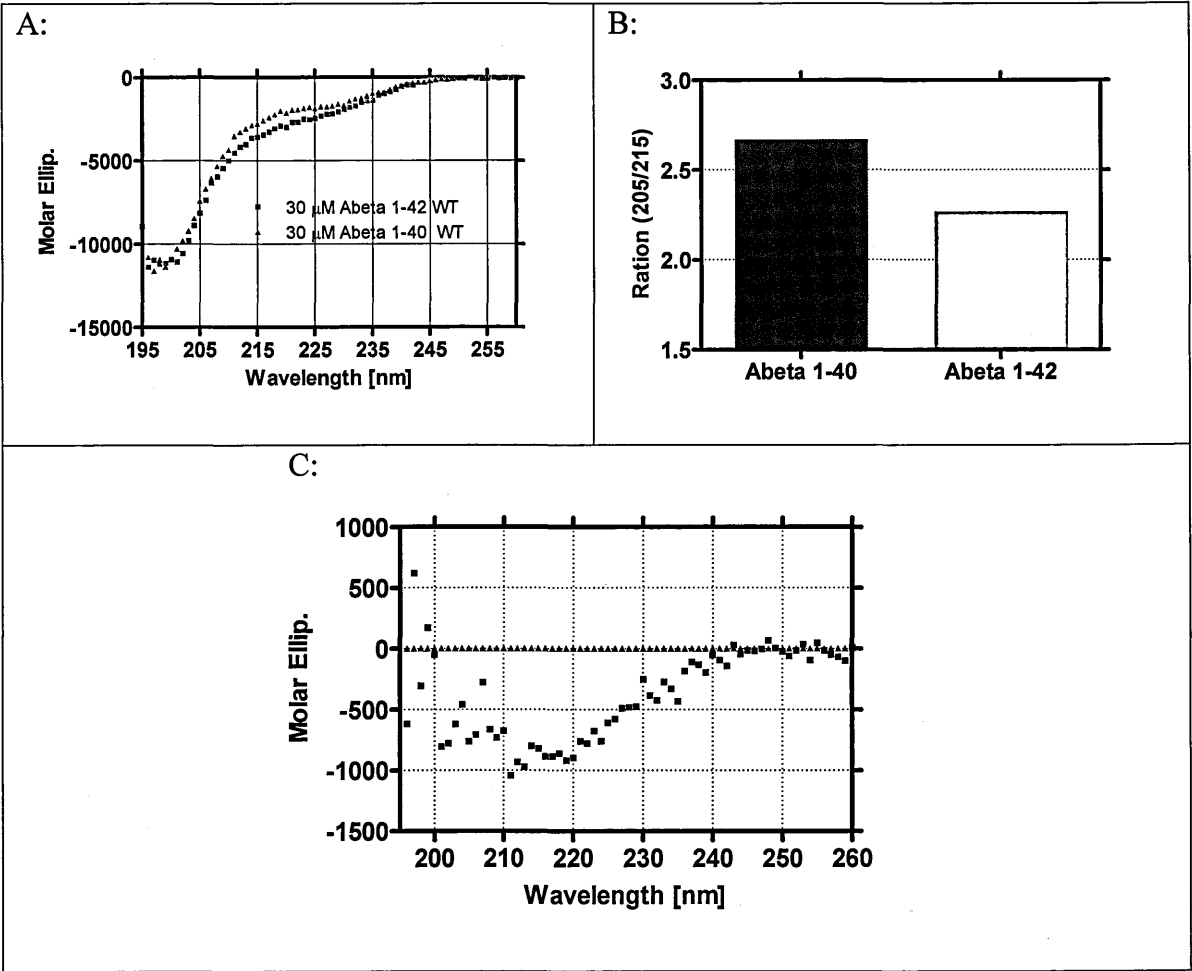 A:
0
-5000
-10000
-15000
Molar Ellip.
30 μM Abeta 1-42 WT
30 μM Abeta 1-40 WT
195 205 215 225 235 245 255
Wavelength [nm]
B:
3.0
2.5
2.0
1.5
Ration (205/215)
Abeta 1-40 Abeta 1-42
C:
1000
500
0
-500
-1000
-1500
Molar Ellip.
200 210 220 230 240 250 260
Wavelength [nm]